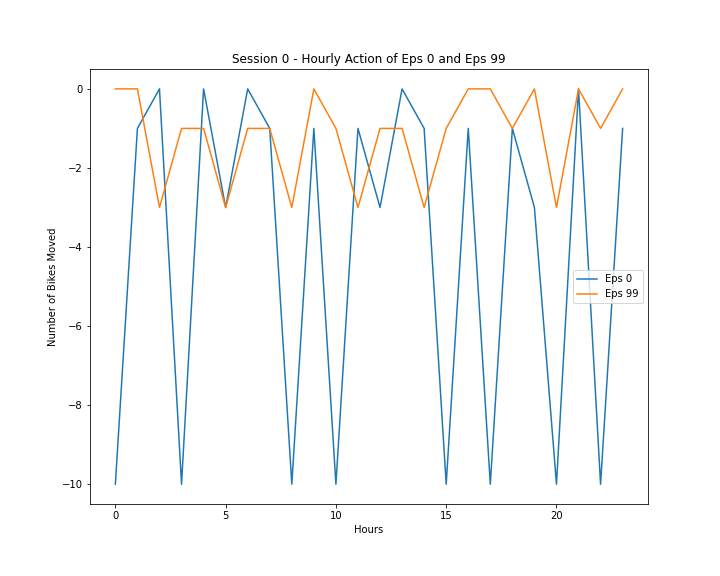 Session 0 - Hourly Action of Eps 0 and Eps 99
0
−2
−4
−6
−8
−10
Number of Bikes Moved
Eps 0
Eps 99
0 5 10 15 20
Hours